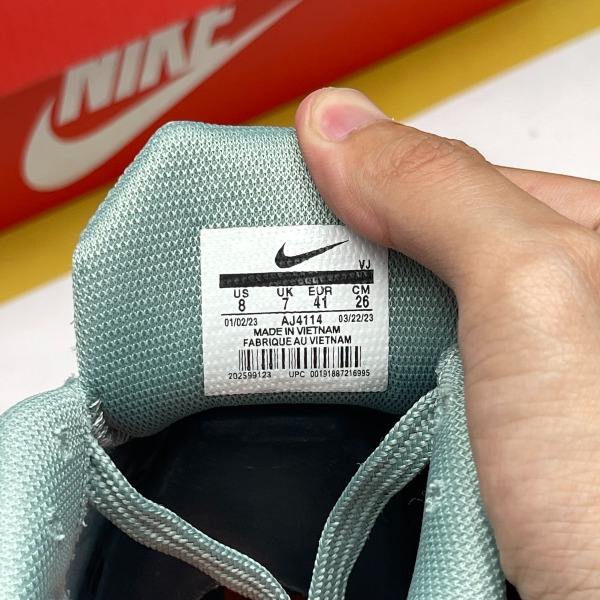 NIKE
VJ
US UK EUR CM
8 7 41 26
01/02/23 AJ4114 03/22/23
MADE IN VIETNAM
FABRIQUE AU VIETNAM
202599123 UPC 00191887216995